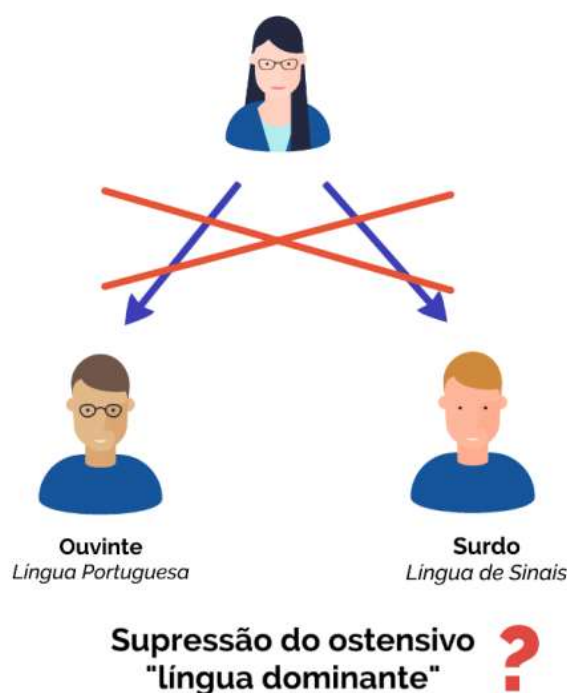 Ouvinte
Língua Portuguesa
Surdo
Língua de Sinais
Supressão do ostensivo
"língua dominante"
?